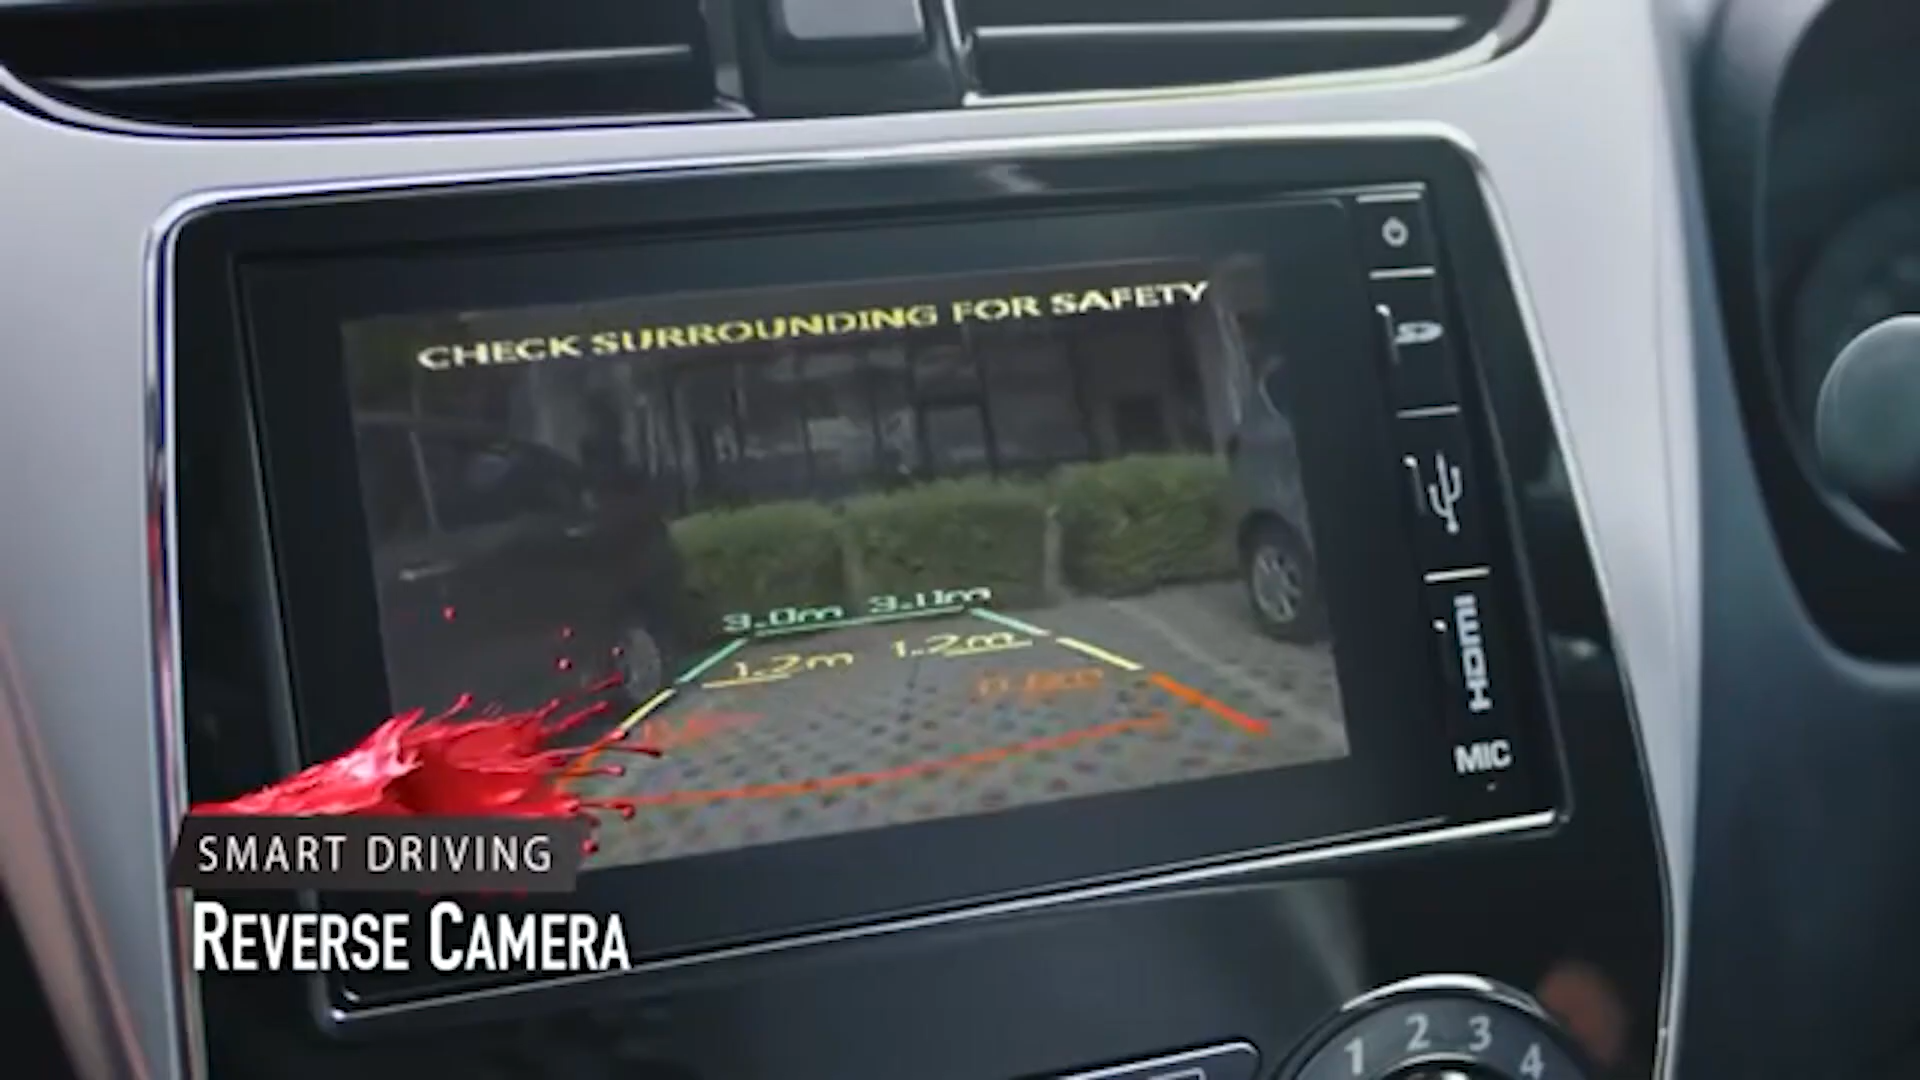 CHECK SURROUNDING FOR SAFETY
3.0m 3.0m
1.2m 1.2m
HDMI
MIC
SMART DRIVING
REVERSE CAMERA
1 2 3 4